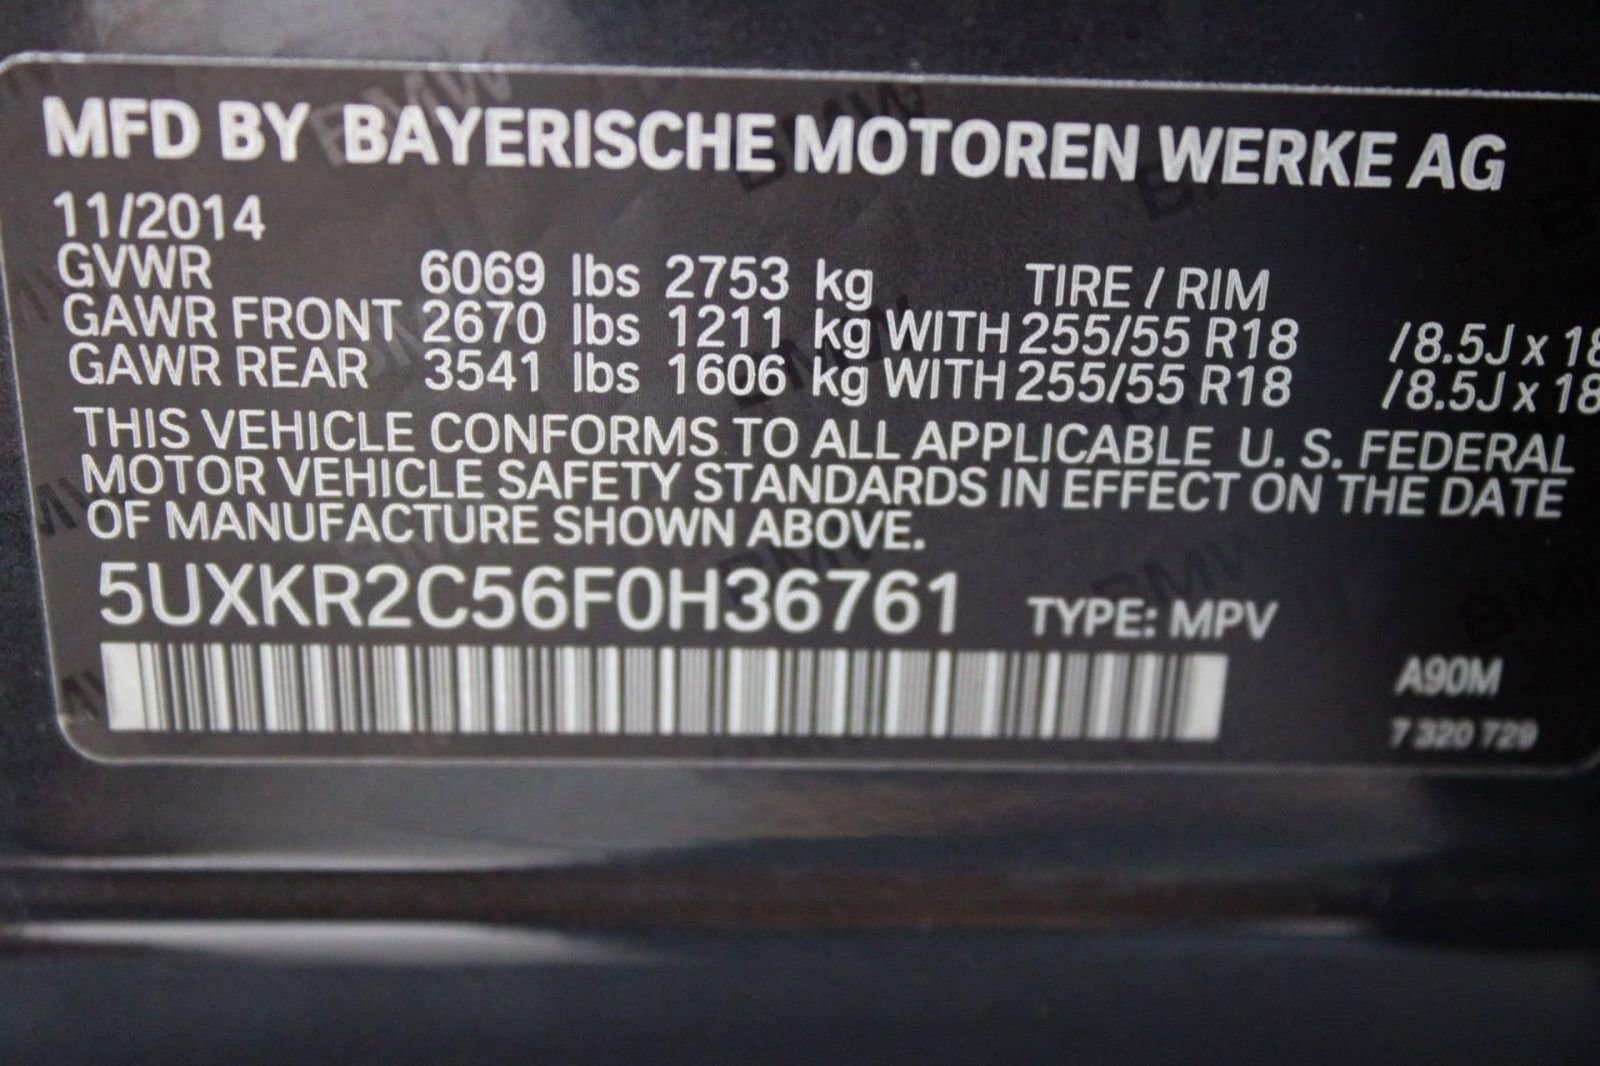 MFD BY BAYERISCHE MOTOREN WERKE AG
11/2014
GVWR 6069 lbs 2753 kg TIRE / RIM
GAWR FRONT 2670 lbs 1211 kg WITH 255/55 R18 /8.5J x 18
GAWR REAR 3541 lbs 1606 kg WITH 255/55 R18 /8.5J x 18
THIS VEHICLE CONFORMS TO ALL APPLICABLE U. S. FEDERAL
MOTOR VEHICLE SAFETY STANDARDS IN EFFECT ON THE DATE
OF MANUFACTURE SHOWN ABOVE.
5UXKR2C56F0H36761 TYPE: MPV
A90M
7 320 729